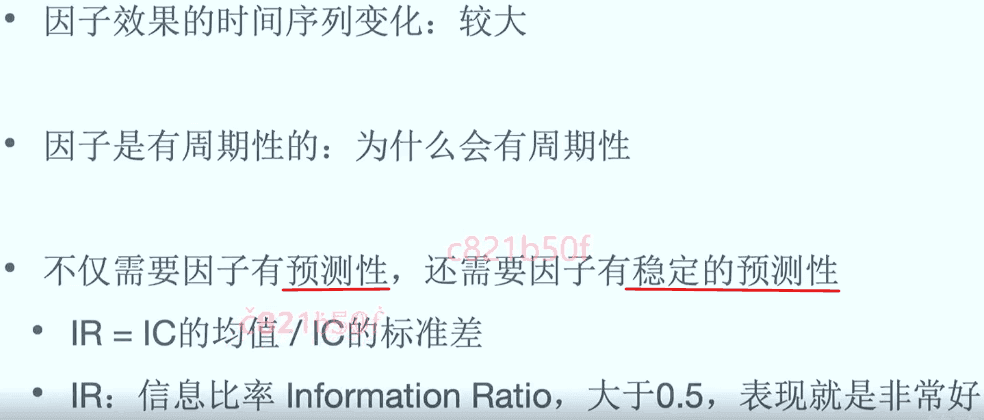 • 因子效果的时间序列变化：较大
• 因子是有周期性的：为什么会有周期性
c821b50f
• 不仅需要因子有预测性，还需要因子有稳定的预测性
c821b50f
• IR = IC的均值 / IC的标准差
• IR：信息比率 Information Ratio，大于0.5，表现就是非常好